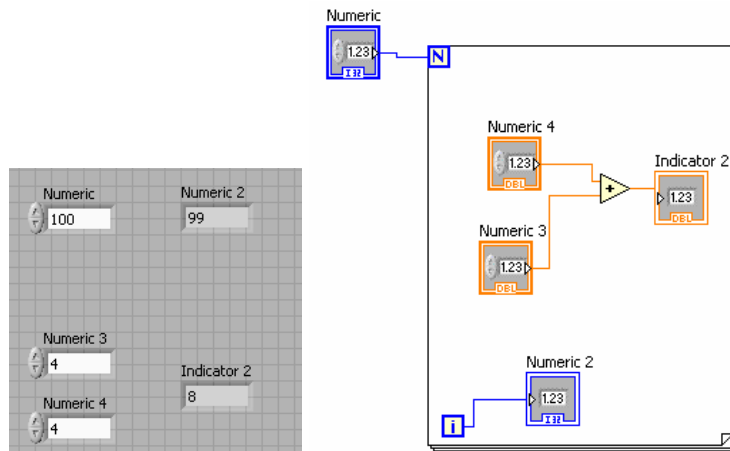 Numeric
100
Numeric 2
99
Numeric 3
4
Numeric 4
4
Indicator 2
8
Numeric
1.23
I32
N
Numeric 4
1.23
DBL
+
Indicator 2
1.23
DBL
Numeric 3
1.23
DBL
Numeric 2
1.23
I32
i